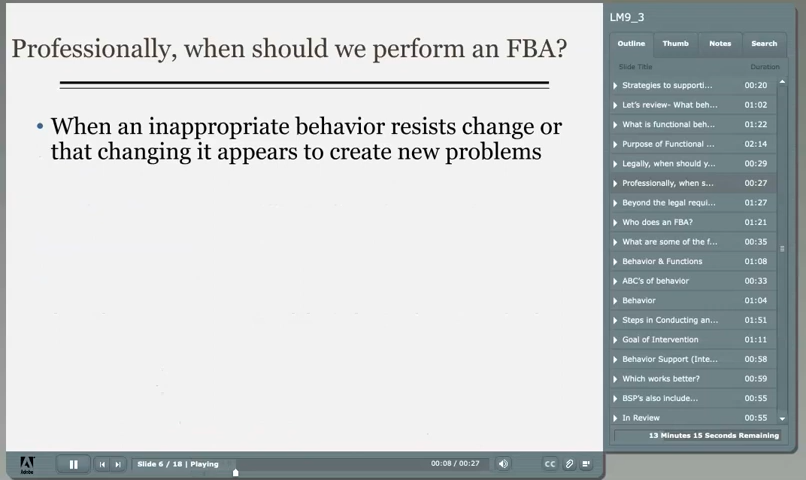 LM9_3
Professionally, when should we perform an FBA?
• When an inappropriate behavior resists change or
that changing it appears to create new problems
Outline Thumb Notes Search
Slide Title Duration
Strategies to supporti... 00:20
Let's review- What beh... 01:02
What is functional beh... 01:22
Purpose of Functional ... 02:14
Legally, when should y... 00:29
Professionally, when s... 00:27
Beyond the legal requi... 01:27
Who does an FBA? 01:21
What are some of the f... 00:35
Behavior & Functions 01:08
ABC's of behavior 00:33
Behavior 01:04
Steps in Conducting an... 01:51
Goal of Intervention 01:11
Behavior Support (Inte... 00:58
Which works better? 00:59
BSP's also include... 00:55
In Review 00:55
13 Minutes 15 Seconds Remaining
Adobe
Slide 6 / 18 | Playing
00:08 / 00:27
CC